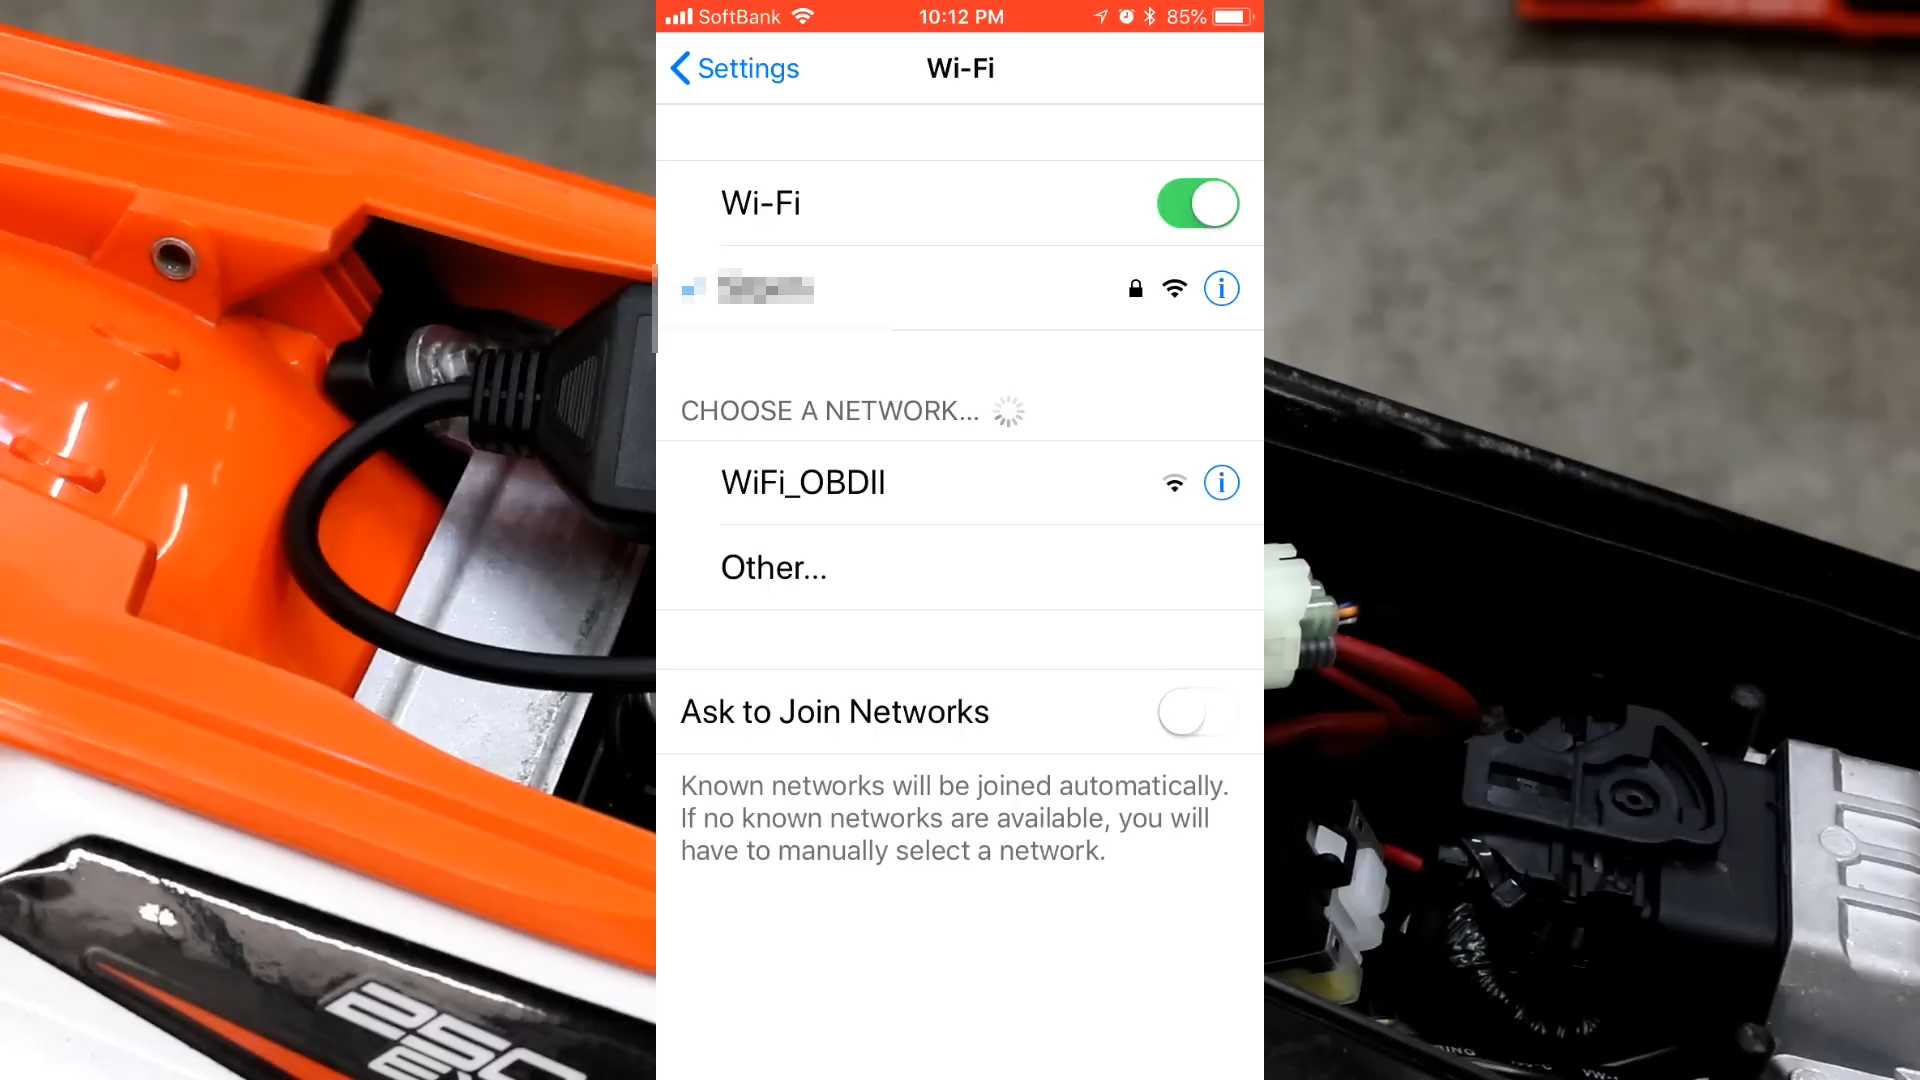 SoftBank 10:12 PM 85%
Settings Wi-Fi
Wi-Fi
CHOOSE A NETWORK...
WiFi_OBDII
Other...
Ask to Join Networks
Known networks will be joined automatically.
If no known networks are available, you will
have to manually select a network.
250